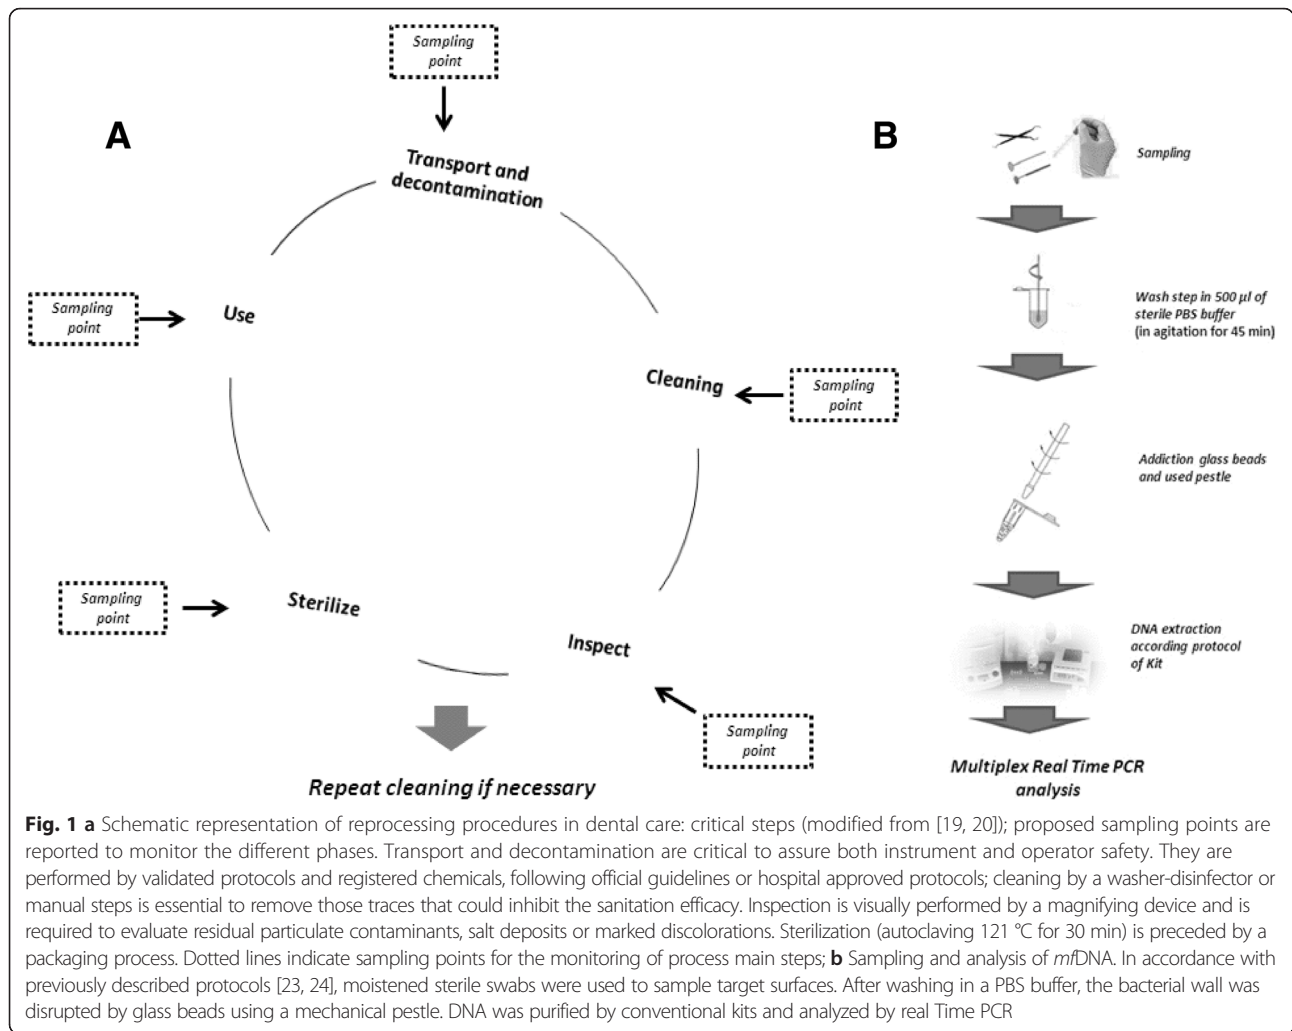 Sampling
point
A
Transport and
decontamination
Sampling
point
Use
Cleaning
Sampling
point
Sampling
point
Sterilize
Inspect
Sampling
point
Repeat cleaning if necessary
B
Sampling
Wash step in 500 µl of
sterile PBS buffer
(in agitation for 45 min)
Addiction glass beads
and used pestle
DNA extraction
according protocol
of Kit
Multiplex Real Time PCR
analysis
Fig. 1 a Schematic representation of reprocessing procedures in dental care: critical steps (modified from [19, 20]); proposed sampling points are
reported to monitor the different phases. Transport and decontamination are critical to assure both instrument and operator safety. They are
performed by validated protocols and registered chemicals, following official guidelines or hospital approved protocols; cleaning by a washer-disinfector or
manual steps is essential to remove those traces that could inhibit the sanitation efficacy. Inspection is visually performed by a magnifying device and is
required to evaluate residual particulate contaminants, salt deposits or marked discolorations. Sterilization (autoclaving 121 °C for 30 min) is preceded by a
packaging process. Dotted lines indicate sampling points for the monitoring of process main steps; b Sampling and analysis of mfDNA. In accordance with
previously described protocols [23, 24], moistened sterile swabs were used to sample target surfaces. After washing in a PBS buffer, the bacterial wall was
disrupted by glass beads using a mechanical pestle. DNA was purified by conventional kits and analyzed by real Time PCR